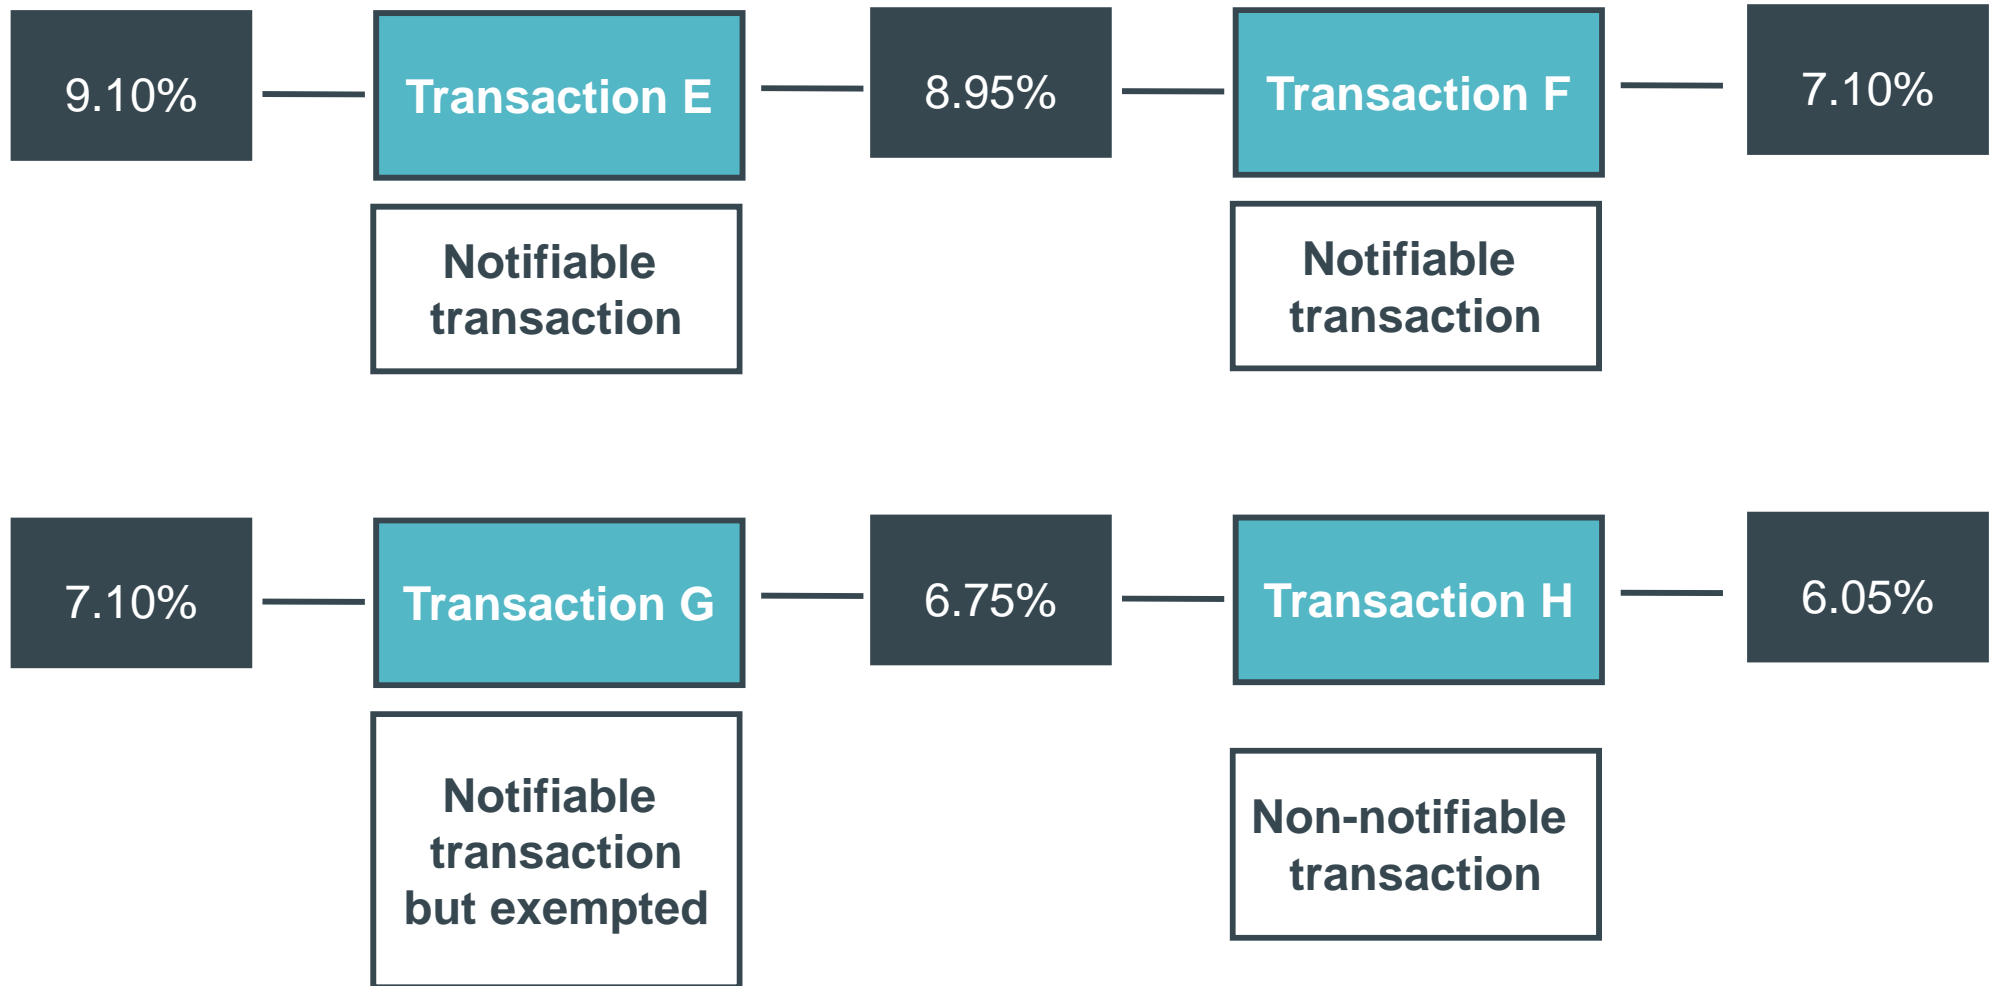 9.10%
Transaction E
8.95%
Transaction F
7.10%
Notifiable
transaction
Notifiable
transaction
7.10%
Transaction G
6.75%
Transaction H
6.05%
Notifiable
transaction
but exempted
Non-notifiable
transaction